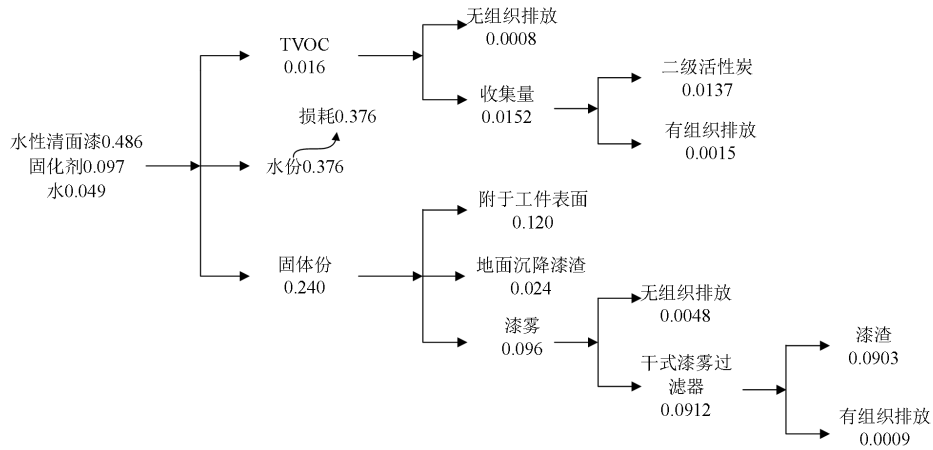 水性清面漆0.486
固化剂0.097
水0.049
TVOC
0.016
无组织排放
0.0008
收集量
0.0152
二级活性炭
0.0137
有组织排放
0.0015
损耗0.376
水份0.376
固体份
0.240
附于工件表面
0.120
地面沉降漆渣
0.024
漆雾
0.096
无组织排放
0.0048
干式漆雾过
滤器
0.0912
漆渣
0.0903
有组织排放
0.0009